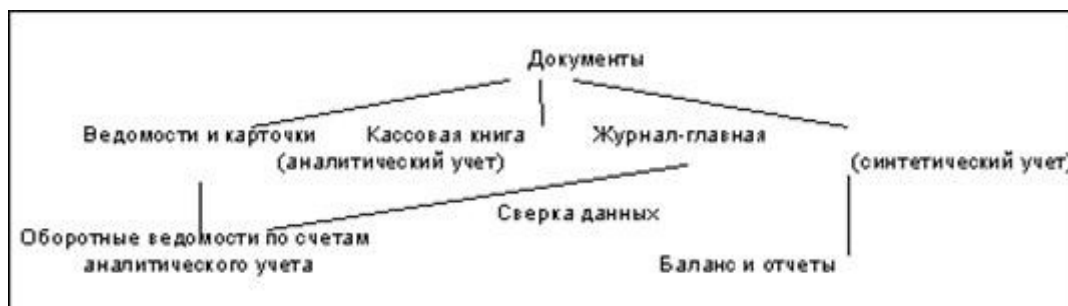 Документы
Ведомости и карточки Кассовая книга Журнал-главная
(аналитический учет) (синтетический учет)
Сверка данных
Оборотные ведомости по счетам
аналитического учета Баланс и отчеты